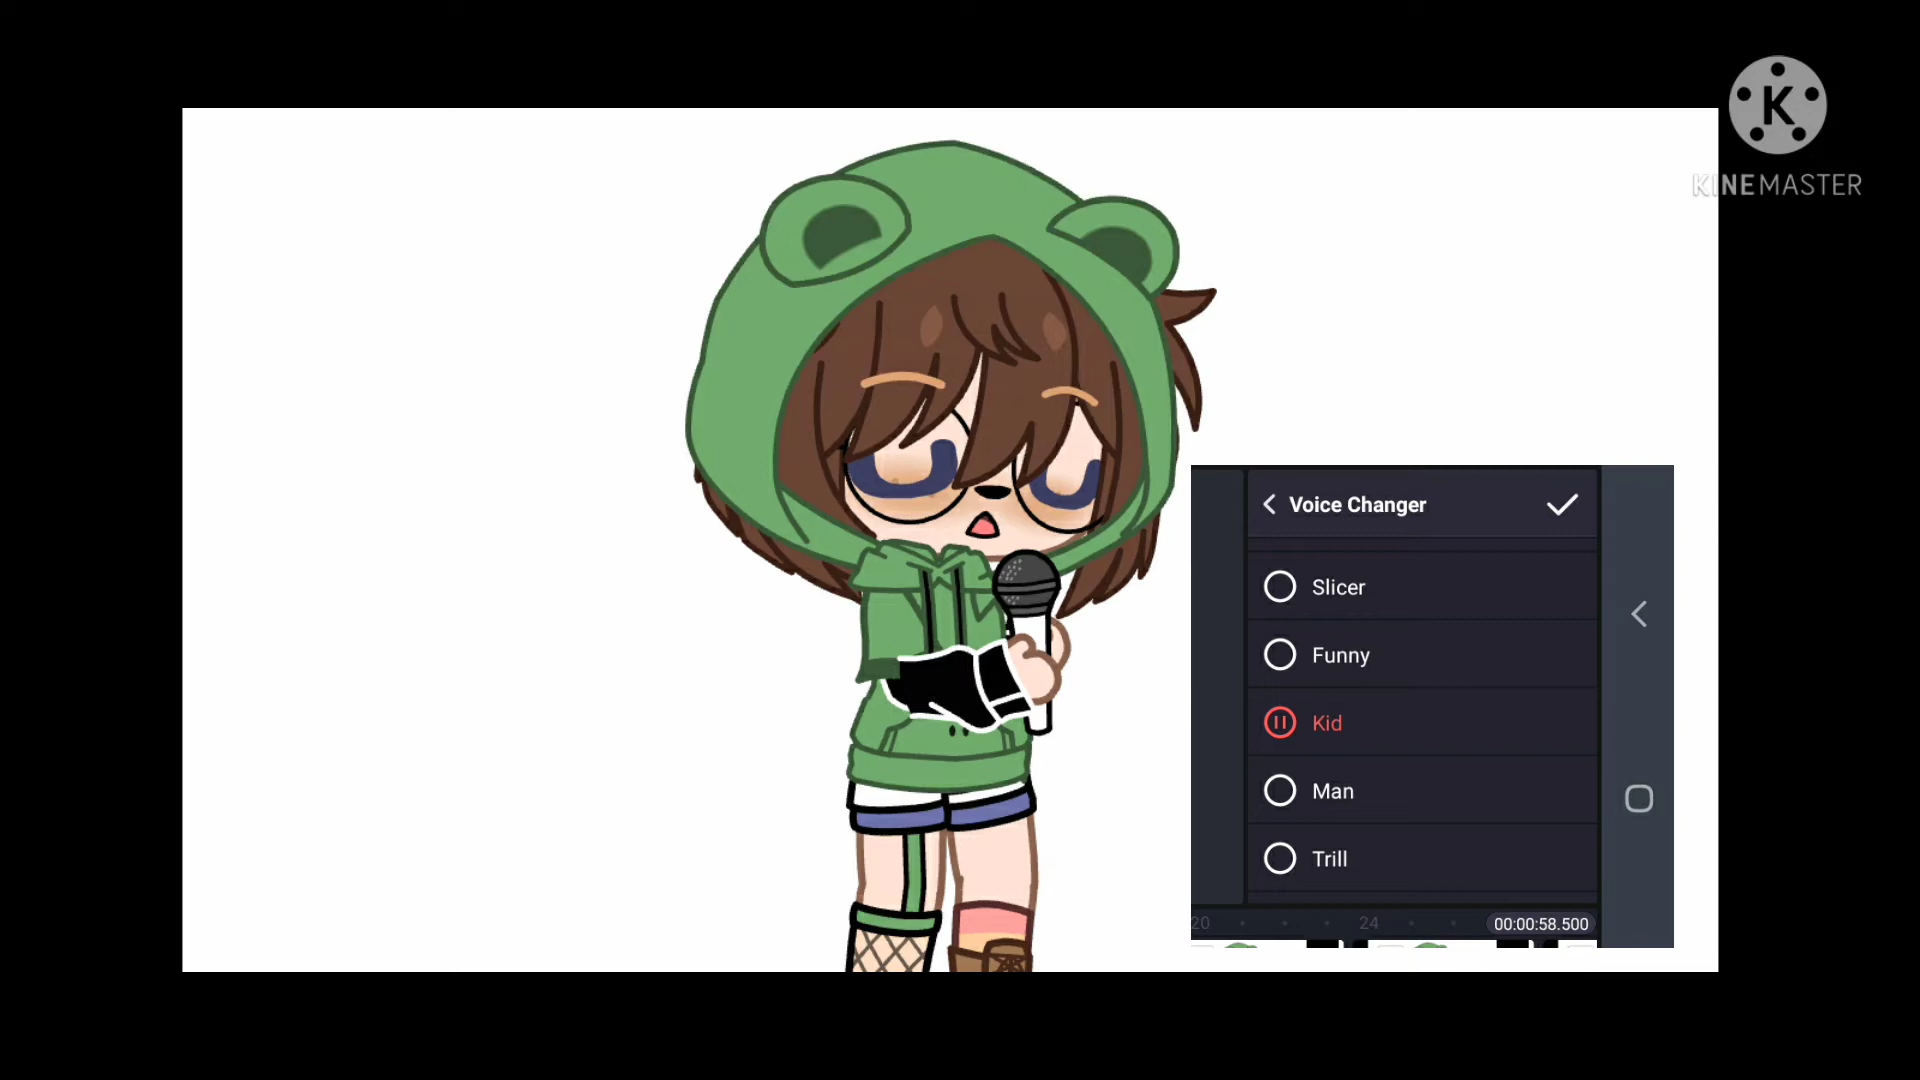 K
KINEMASTER
Voice Changer
Slicer
Funny
Kid
Man
Trill
20
24
00:00:58.500